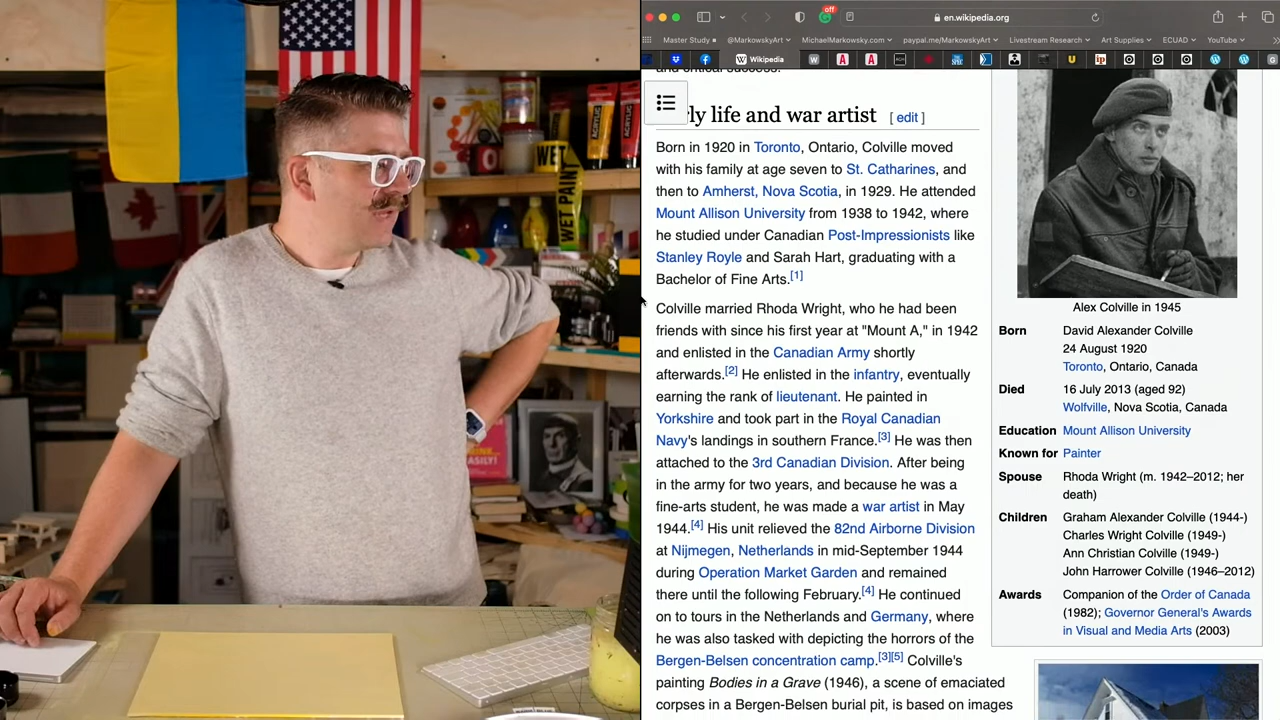 WET
WET PAINT
ACRYLIC
ACRYLIC
off
en.wikipedia.org
Master Study
@MarkowskyArt
MichaelMarkowsky.com
paypal.me/MarkowskyArt
Livestream Research
Art Supplies
ECUAD
YouTube
Wikipedia
and critical success.
rly life and war artist [ edit ]
Born in 1920 in Toronto, Ontario, Colville moved
with his family at age seven to St. Catharines, and
then to Amherst, Nova Scotia, in 1929. He attended
Mount Allison University from 1938 to 1942, where
he studied under Canadian Post-Impressionists like
Stanley Royle and Sarah Hart, graduating with a
Bachelor of Fine Arts.[1]
Colville married Rhoda Wright, who he had been
friends with since his first year at "Mount A," in 1942
and enlisted in the Canadian Army shortly
afterwards.[2] He enlisted in the infantry, eventually
earning the rank of lieutenant. He painted in
Yorkshire and took part in the Royal Canadian
Navy's landings in southern France.[3] He was then
attached to the 3rd Canadian Division. After being
in the army for two years, and because he was a
fine-arts student, he was made a war artist in May
1944.[4] His unit relieved the 82nd Airborne Division
at Nijmegen, Netherlands in mid-September 1944
during Operation Market Garden and remained
there until the following February.[4] He continued
on to tours in the Netherlands and Germany, where
he was also tasked with depicting the horrors of the
Bergen-Belsen concentration camp.[3][5] Colville's
painting Bodies in a Grave (1946), a scene of emaciated
corpses in a Bergen-Belsen burial pit, is based on images
Alex Colville in 1945
Born David Alexander Colville
24 August 1920
Toronto, Ontario, Canada
Died 16 July 2013 (aged 92)
Wolfville, Nova Scotia, Canada
Education Mount Allison University
Known for Painter
Spouse Rhoda Wright (m. 1942–2012; her
death)
Children Graham Alexander Colville (1944-)
Charles Wright Colville (1949-)
Ann Christian Colville (1949-)
John Harrower Colville (1946–2012)
Awards Companion of the Order of Canada
(1982); Governor General's Awards
in Visual and Media Arts (2003)